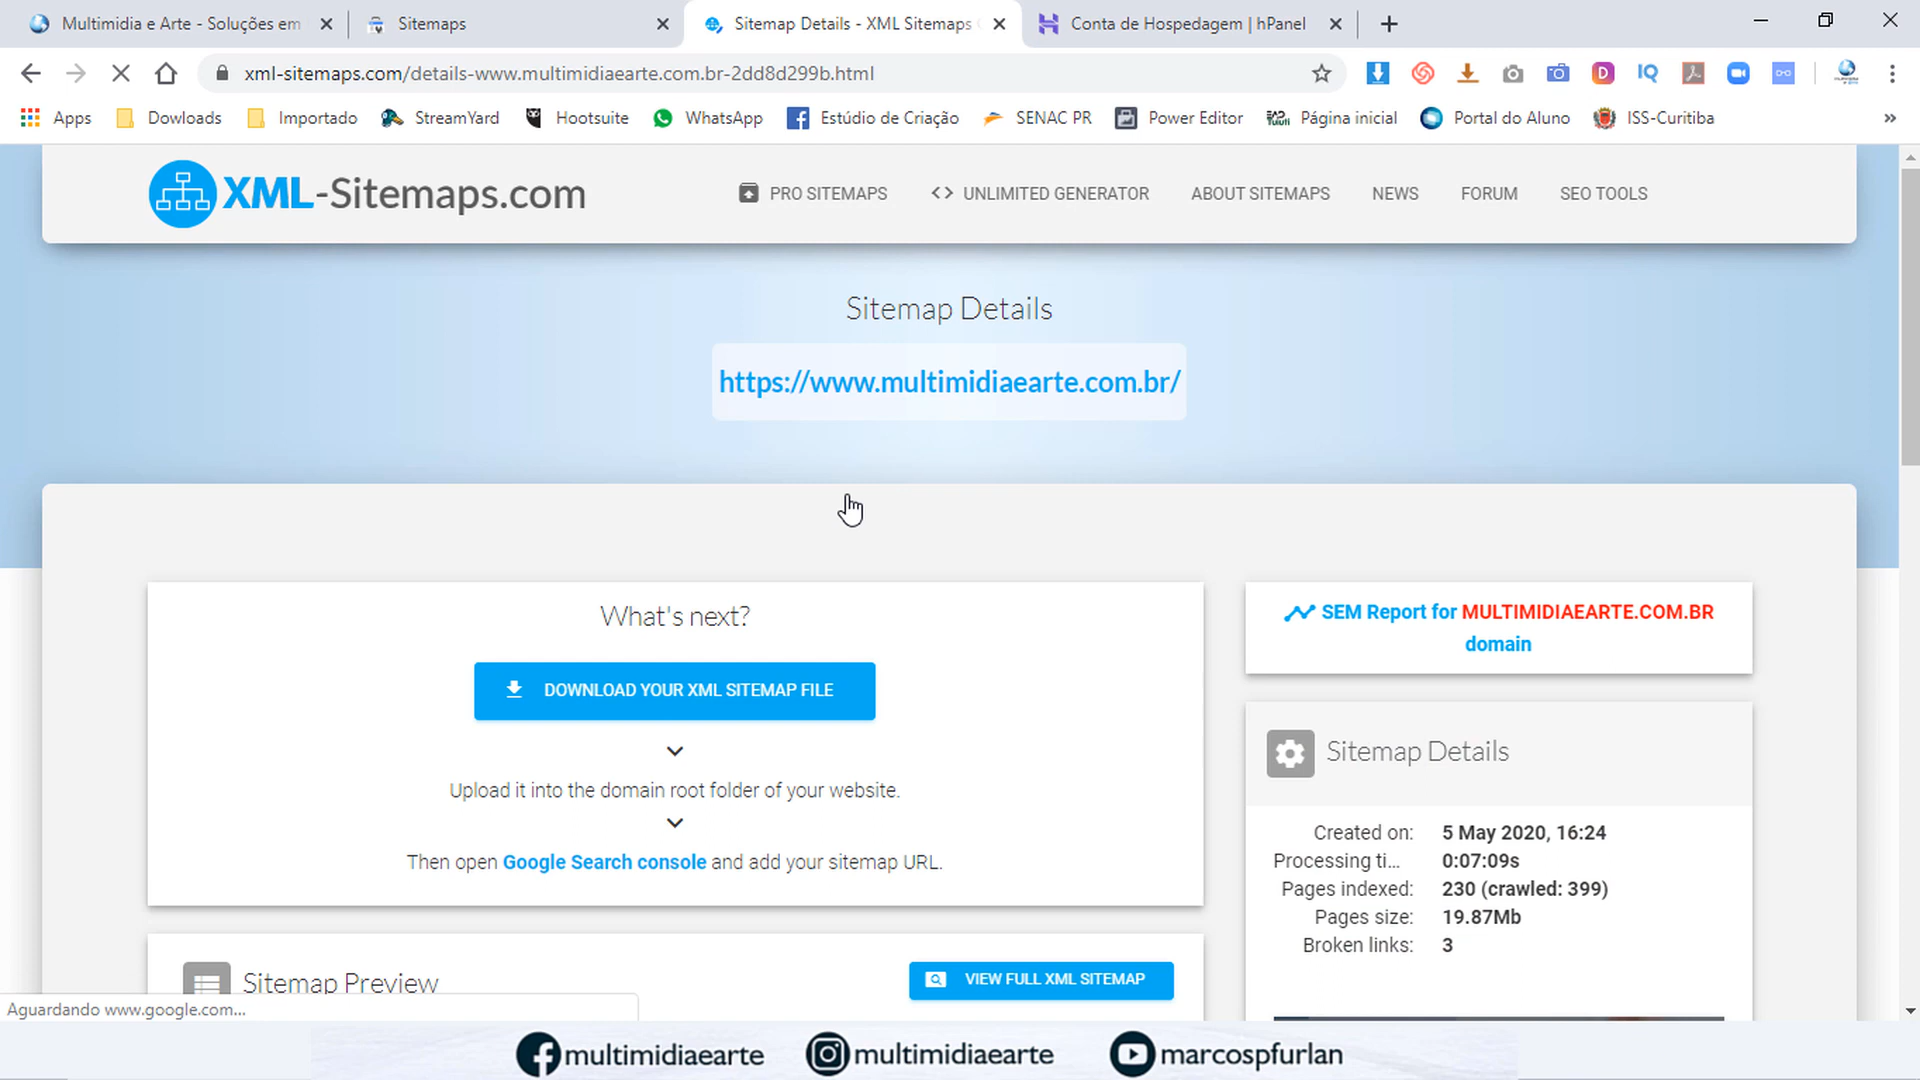 Multimidia e Arte - Soluções em
Sitemaps
Sitemap Details - XML Sitemaps
Conta de Hospedagem | hPanel
xml-sitemaps.com/details-www.multimidiaearte.com.br-2dd8d299b.html
Apps
Dowloads
Importado
StreamYard
Hootsuite
WhatsApp
Estúdio de Criação
SENAC PR
Power Editor
Página inicial
Portal do Aluno
ISS-Curitiba
XML-Sitemaps.com
PRO SITEMAPS
UNLIMITED GENERATOR
ABOUT SITEMAPS
NEWS
FORUM
SEO TOOLS
Sitemap Details
https://www.multimidiaearte.com.br/
What's next?
DOWNLOAD YOUR XML SITEMAP FILE
Upload it into the domain root folder of your website.
Then open Google Search console and add your sitemap URL.
SEM Report for MULTIMIDIAEARTE.COM.BR
domain
Sitemap Details
Created on: 5 May 2020, 16:24
Processing ti... 0:07:09s
Pages indexed: 230 (crawled: 399)
Pages size: 19.87Mb
Broken links: 3
Sitemap Preview
VIEW FULL XML SITEMAP
Aguardando www.google.com...
multimidiaearte
multimidiaearte
marcospfurlan